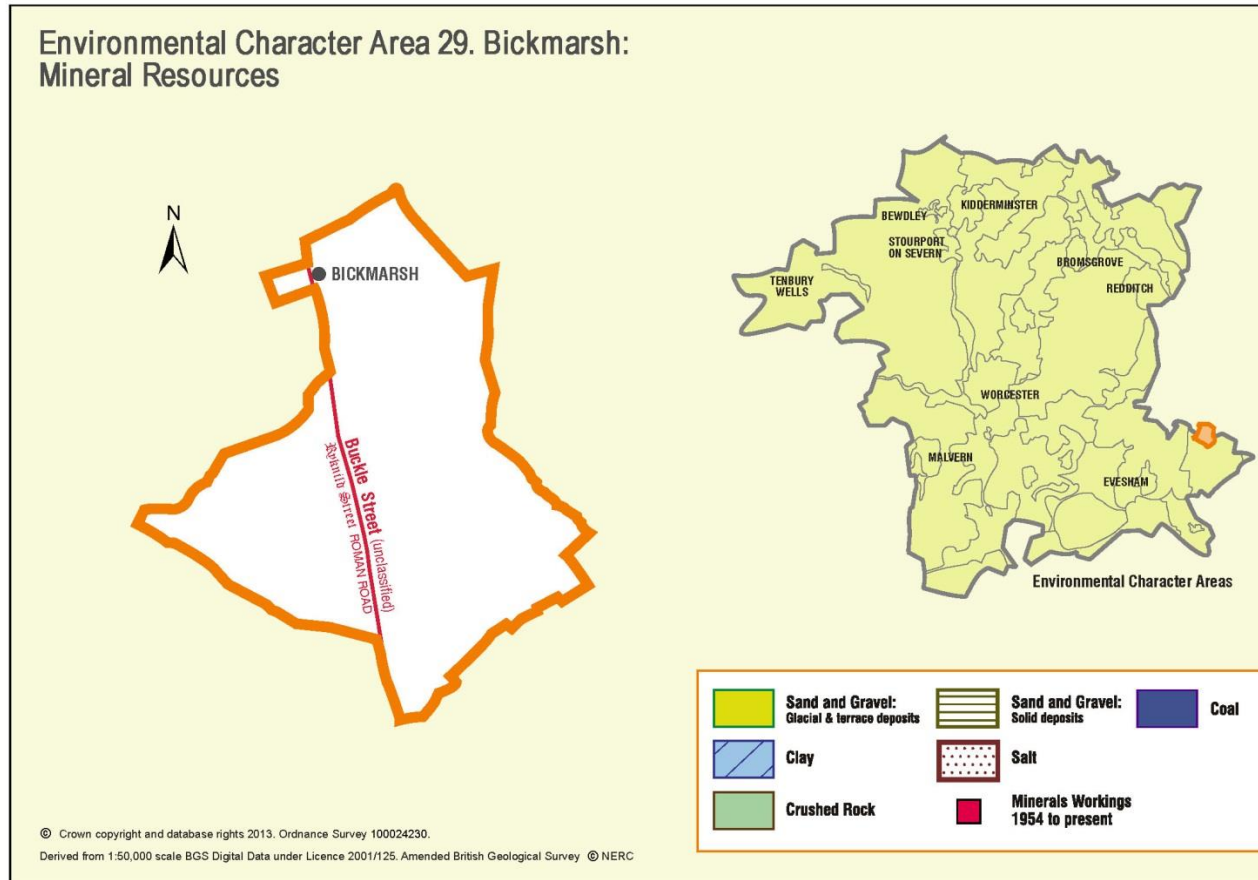 Environmental Character Area 29. Bickmarsh:
Mineral Resources
N
BICKMARSH
Buckle Street (unclassified)
Ryknild Street ROMAN ROAD
KIDDERMINSTER
BEWDLEY
STOURPORT
ON SEVERN
BROMSGROVE
TENBURY
WELLS
REDDITCH
WORCESTER
MALVERN
EVESHAM
Environmental Character Areas
Sand and Gravel:
Glacial & terrace deposits
Sand and Gravel:
Solid deposits
Coal
Clay
Salt
Crushed Rock
Minerals Workings
1954 to present
© Crown copyright and database rights 2013. Ordnance Survey 100024230.
Derived from 1:50,000 scale BGS Digital Data under Licence 2001/125. Amended British Geological Survey © NERC